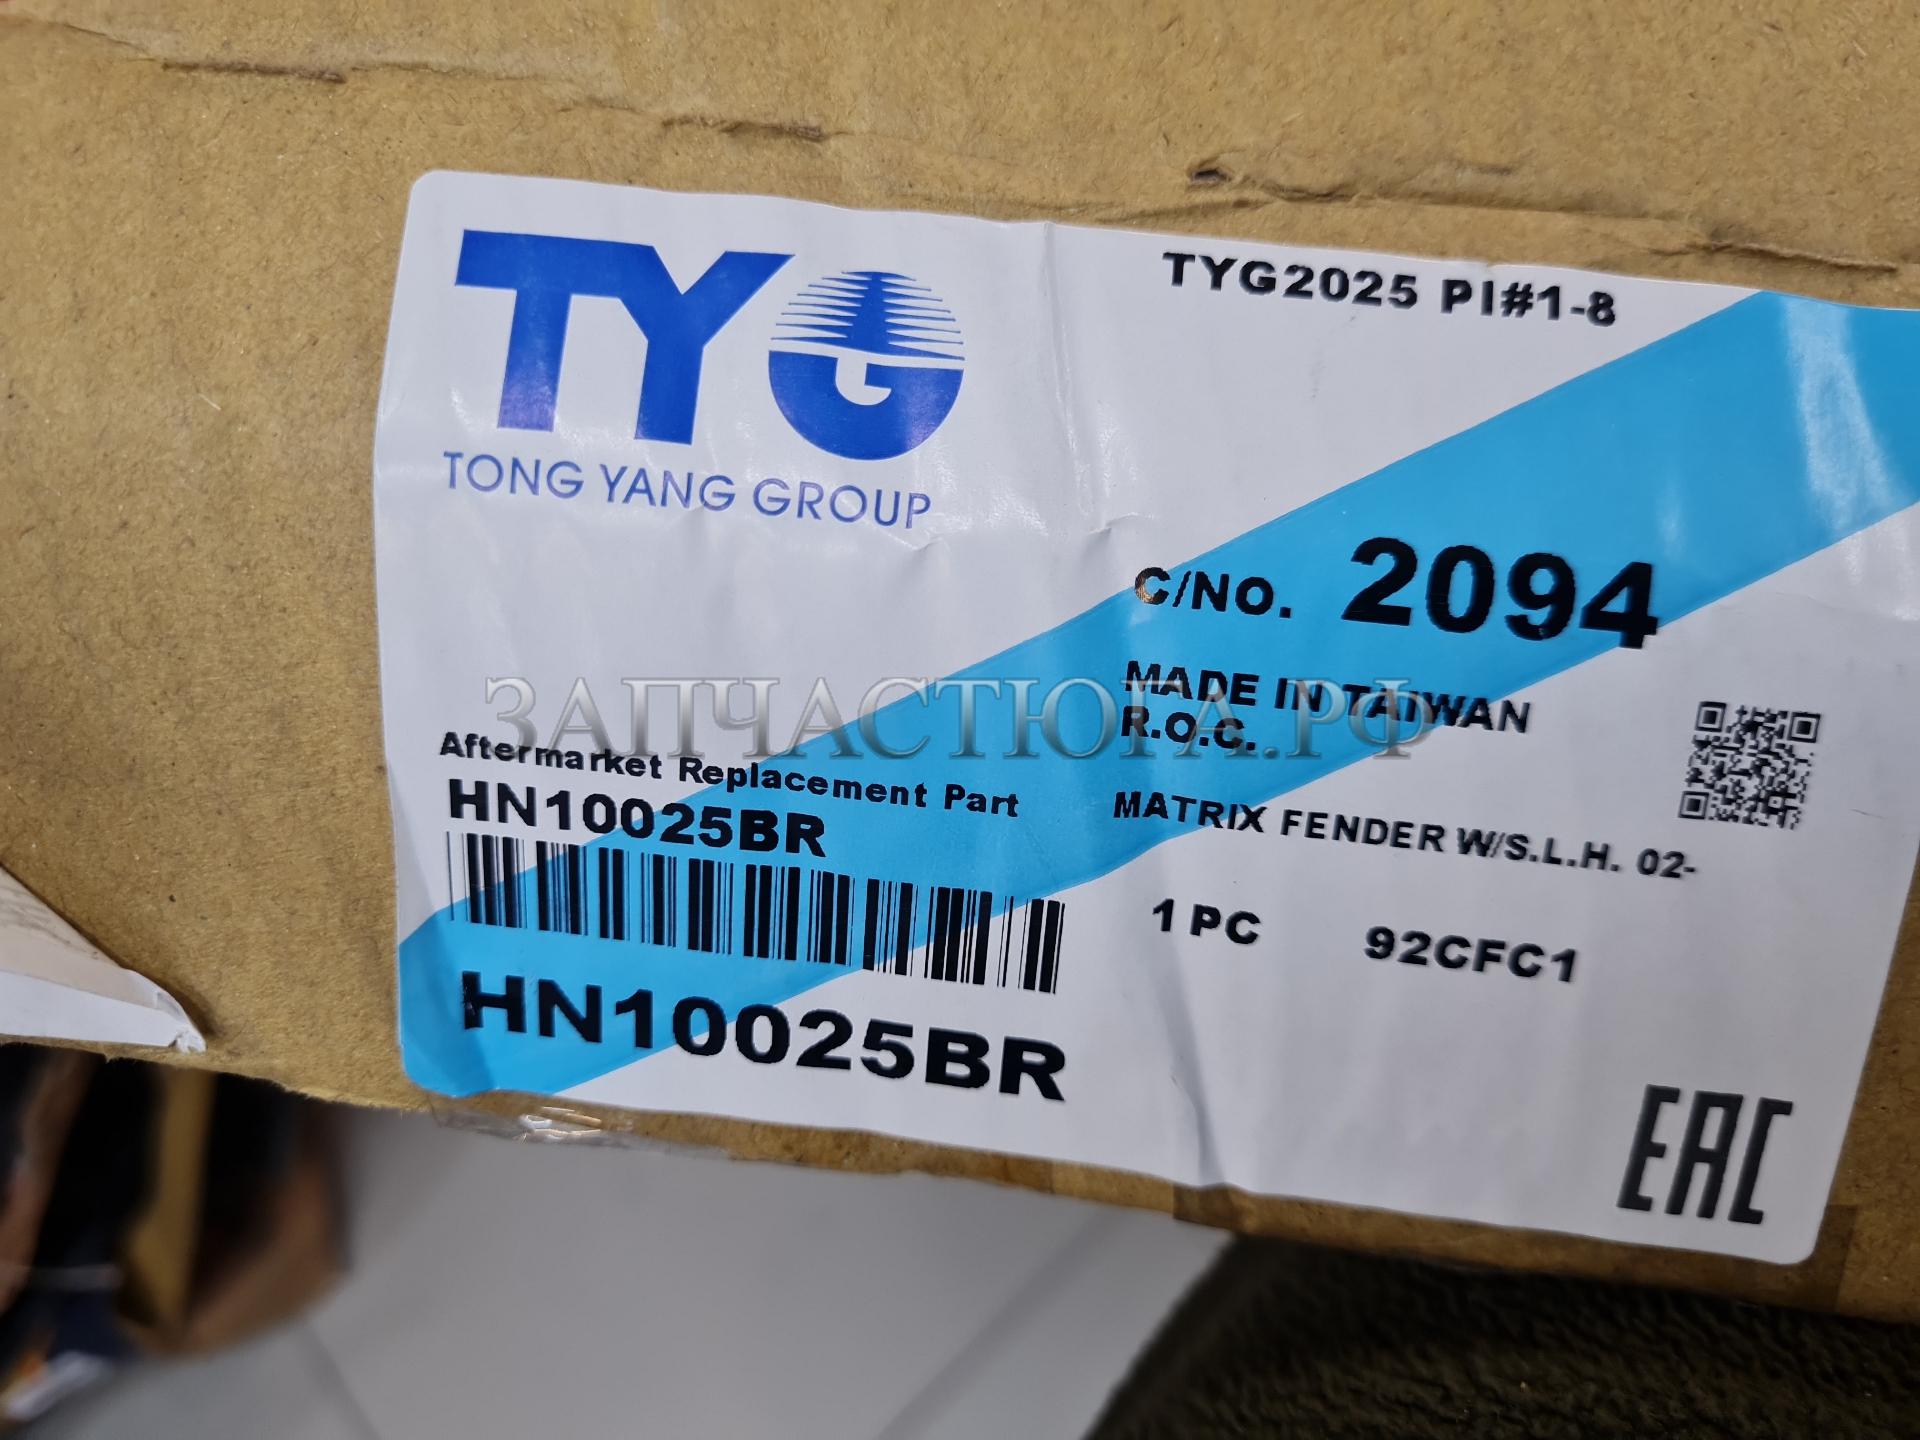 TYG
TONG YANG GROUP
TYG2025 PI#1-8
C/NO. 2094
MADE IN TAIWAN
R.O.C.
ЗАПЧАСТЮГА.РФ
Aftermarket Replacement Part
HN10025BR
MATRIX FENDER W/S.L.H. 02-
1 PC 92CFC1
HN10025BR
EAC